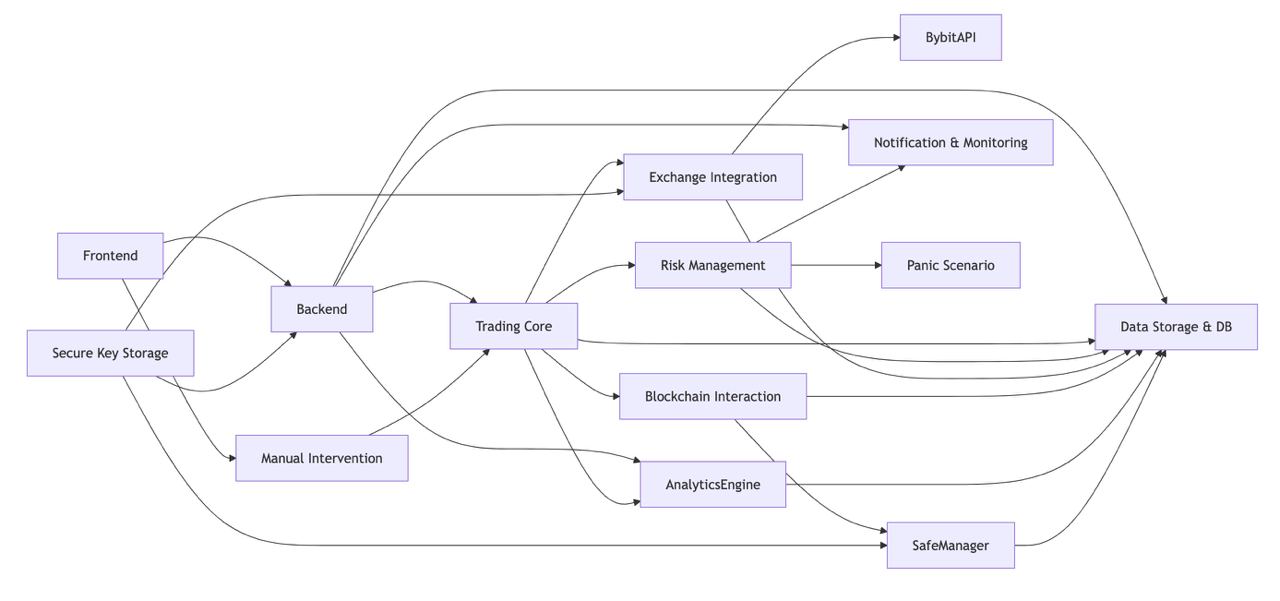 BybitAPI
Notification & Monitoring
Exchange Integration
Frontend
Risk Management
Panic Scenario
Backend
Trading Core
Data Storage & DB
Secure Key Storage
Blockchain Interaction
Manual Intervention
AnalyticsEngine
SafeManager